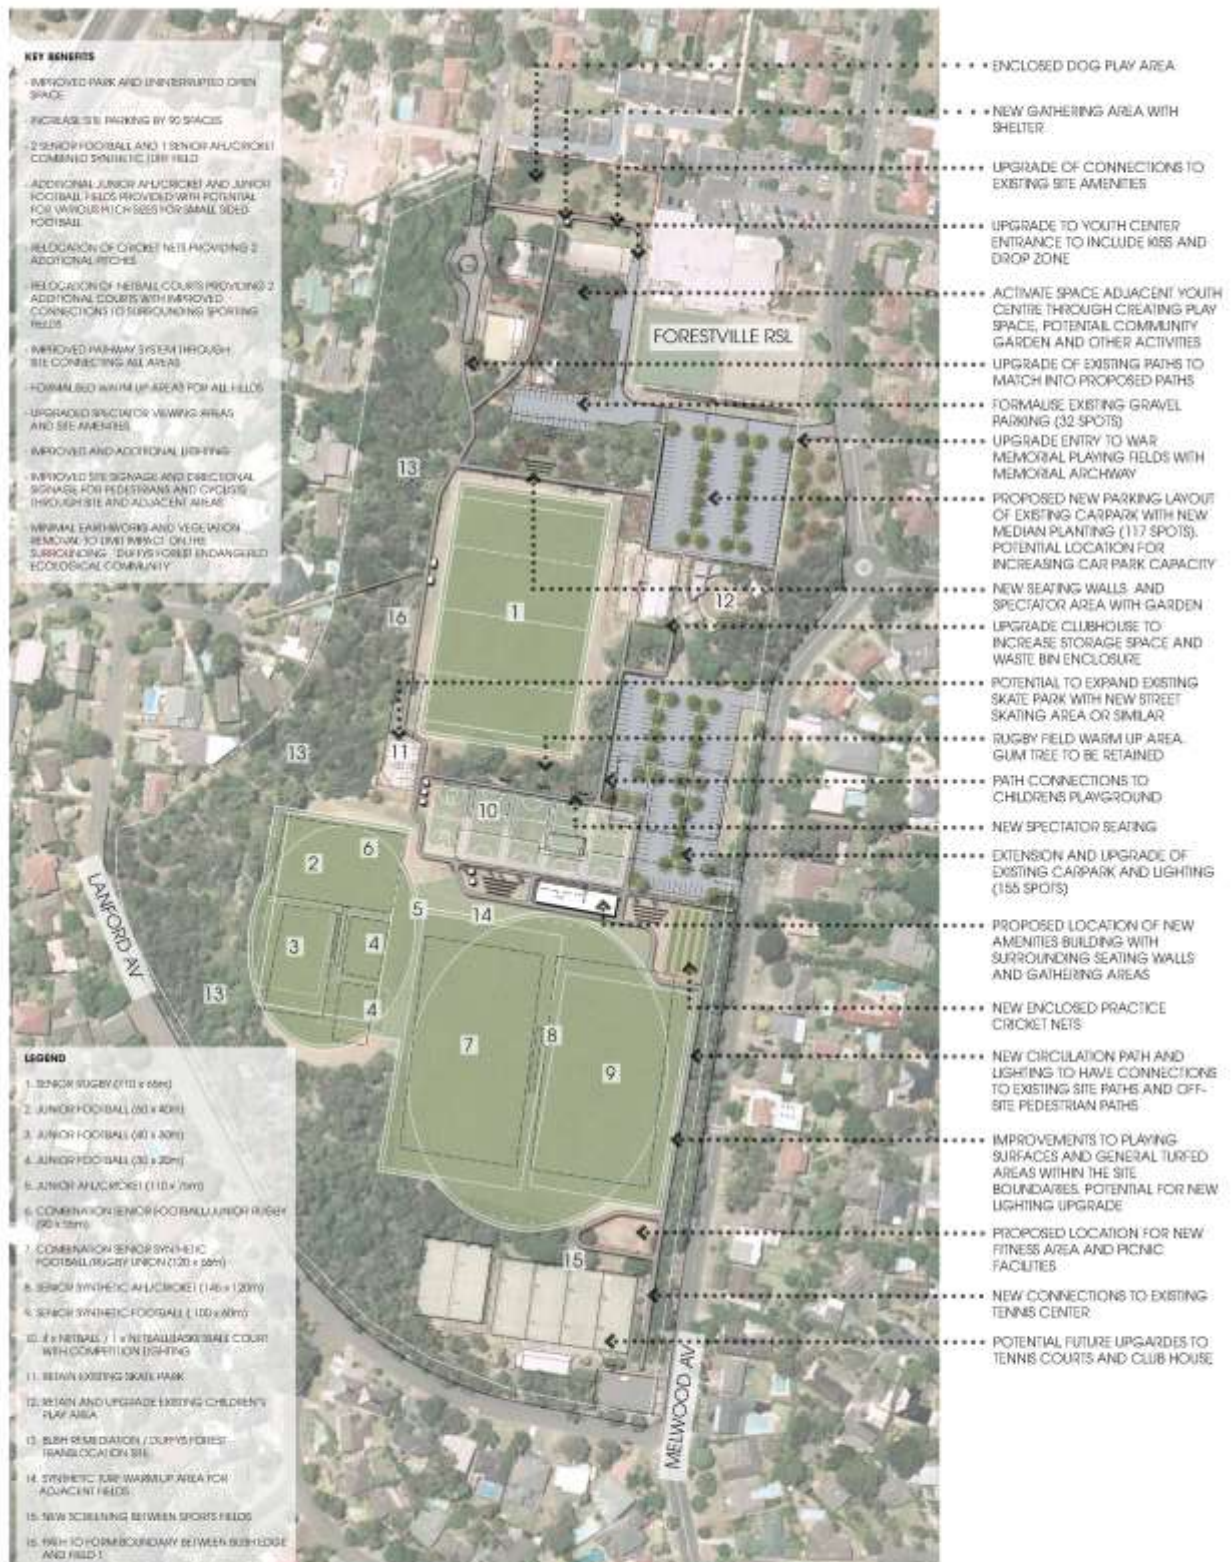 KEY BENEFITS
- IMPROVED PARK AND UNINTERRUPTED OPEN
SPACE
- INCREASE SITE PARKING BY 90 SPACES
- 2 SENIOR FOOTBALL AND 1 SENIOR AFL/CRICKET
COMBINED SYNTHETIC TURF FIELD
- ADDITIONAL JUNIOR AFL/CRICKET AND JUNIOR
FOOTBALL FIELDS PROVIDED WITH POTENTIAL
FOR VARIOUS PITCH SIZES FOR SMALL SIDED
FOOTBALL
- RELOCATION OF CRICKET NETS PROVIDING 2
ADDITIONAL PITCHES
- RELOCATION OF NETBALL COURTS PROVIDING 2
ADDITIONAL COURTS WITH IMPROVED
CONNECTIONS TO SURROUNDING SPORTING
FIELDS
- IMPROVED PATHWAY SYSTEM THROUGH
SITE CONNECTING ALL AREAS
- FORMALISED WARM UP AREAS FOR ALL FIELDS
- UPGRADED SPECTATOR VIEWING AREAS
AND SITE AMENITIES
- IMPROVED AND ADDITIONAL LIGHTING
- IMPROVED SITE SIGNAGE AND DIRECTIONAL
SIGNAGE FOR PEDESTRIANS AND CYCLISTS
THROUGH SITE AND ADJACENT AREAS
- MINIMAL EARTHWORKS AND VEGETATION
REMOVAL TO LIMIT IMPACT ON THE
SURROUNDING DUFFYS FOREST ENDANGERED
ECOLOGICAL COMMUNITY
FORESTVILLE RSL
13
1
16
12
11
13
10
2
6
5
14
3
4
13
4
7
8
9
15
LANFORD AV
MELWOOD AV
ENCLOSED DOG PLAY AREA
NEW GATHERING AREA WITH
SHELTER
UPGRADE OF CONNECTIONS TO
EXISTING SITE AMENITIES
UPGRADE TO YOUTH CENTER
ENTRANCE TO INCLUDE KISS AND
DROP ZONE
ACTIVATE SPACE ADJACENT YOUTH
CENTRE THROUGH CREATING PLAY
SPACE, POTENTAIL COMMUNITY
GARDEN AND OTHER ACTIVITIES
UPGRADE OF EXISTING PATHS TO
MATCH INTO PROPOSED PATHS
FORMALISE EXISTING GRAVEL
PARKING (32 SPOTS)
UPGRADE ENTRY TO WAR
MEMORIAL PLAYING FIELDS WITH
MEMORIAL ARCHWAY
PROPOSED NEW PARKING LAYOUT
OF EXISTING CARPARK WITH NEW
MEDIAN PLANTING (117 SPOTS).
POTENTIAL LOCATION FOR
INCREASING CAR PARK CAPACITY
NEW SEATING WALLS AND
SPECTATOR AREA WITH GARDEN
UPGRADE CLUBHOUSE TO
INCREASE STORAGE SPACE AND
WASTE BIN ENCLOSURE
POTENTIAL TO EXPAND EXISTING
SKATE PARK WITH NEW STREET
SKATING AREA OR SIMILAR
RUGBY FIELD WARM UP AREA.
GUM TREE TO BE RETAINED
PATH CONNECTIONS TO
CHILDRENS PLAYGROUND
NEW SPECTATOR SEATING
EXTENSION AND UPGRADE OF
EXISTING CARPARK AND LIGHTING
(155 SPOTS)
PROPOSED LOCATION OF NEW
AMENITIES BUILDING WITH
SURROUNDING SEATING WALLS
AND GATHERING AREAS
NEW ENCLOSED PRACTICE
CRICKET NETS
NEW CIRCULATION PATH AND
LIGHTING TO HAVE CONNECTIONS
TO EXISTING SITE PATHS AND OFF-
SITE PEDESTRIAN PATHS
IMPROVEMENTS TO PLAYING
SURFACES AND GENERAL TURFED
AREAS WITHIN THE SITE
BOUNDARIES. POTENTIAL FOR NEW
LIGHTING UPGRADE
PROPOSED LOCATION FOR NEW
FITNESS AREA AND PICNIC
FACILITIES
NEW CONNECTIONS TO EXISTING
TENNIS CENTER
POTENTIAL FUTURE UPGARDES TO
TENNIS COURTS AND CLUB HOUSE
LEGEND
1. SENIOR RUGBY (110 x 66m)
2. JUNIOR FOOTBALL (60 x 40m)
3. JUNIOR FOOTBALL (40 x 30m)
4. JUNIOR FOOTBALL (30 x 20m)
5. JUNIOR AFL/CRICKET (110 x 75m)
6. COMBINATION SENIOR FOOTBALL/JUNIOR RUGBY
(90 x 55m)
7. COMBINATION SENIOR SYNTHETIC
FOOTBALL/RUGBY UNION (120 x 66m)
8. SENIOR SYNTHETIC AFL/CRICKET (146 x 120m)
9. SENIOR SYNTHETIC FOOTBALL (100 x 60m)
10. x NETBALL / 1 x NETBALL/BASKETBALL COURT
WITH COMPETITION LIGHTING
11. RETAIN EXISTING SKATE PARK
12. RETAIN AND UPGRADE EXISTING CHILDREN'S
PLAY AREA
13. BUSH REMEDIATION / DUFFYS FOREST
TRANSLOCATION SITE
14. SYNTHETIC TURF WARM UP AREA FOR
ADJACENT FIELDS
15. NEW SCREENING BETWEEN SPORTS FIELDS
16. PATH TO FORM BOUNDARY BETWEEN BUSH EDGE
AND FIELD 1